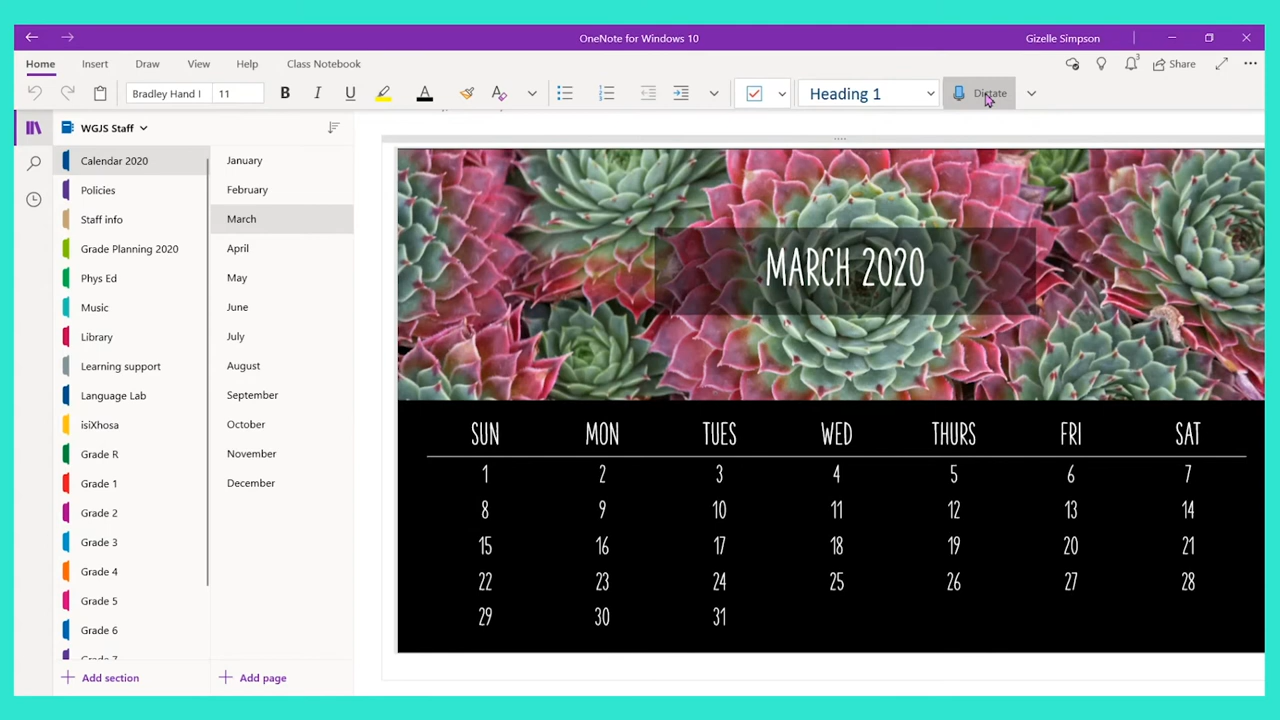 OneNote for Windows 10
Gizelle Simpson
Home Insert Draw View Help Class Notebook
3
Share
Bradley Hand I 11 B I U A Heading 1 Dictate
WGJS Staff
Calendar 2020
Policies
Staff info
Grade Planning 2020
Phys Ed
Music
Library
Learning support
Language Lab
isiXhosa
Grade R
Grade 1
Grade 2
Grade 3
Grade 4
Grade 5
Grade 6
Grade 7
Add section
January
February
March
April
May
June
July
August
September
October
November
December
Add page
MARCH 2020
SUN MON TUES WED THURS FRI SAT
1 2 3 4 5 6 7
8 9 10 11 12 13 14
15 16 17 18 19 20 21
22 23 24 25 26 27 28
29 30 31